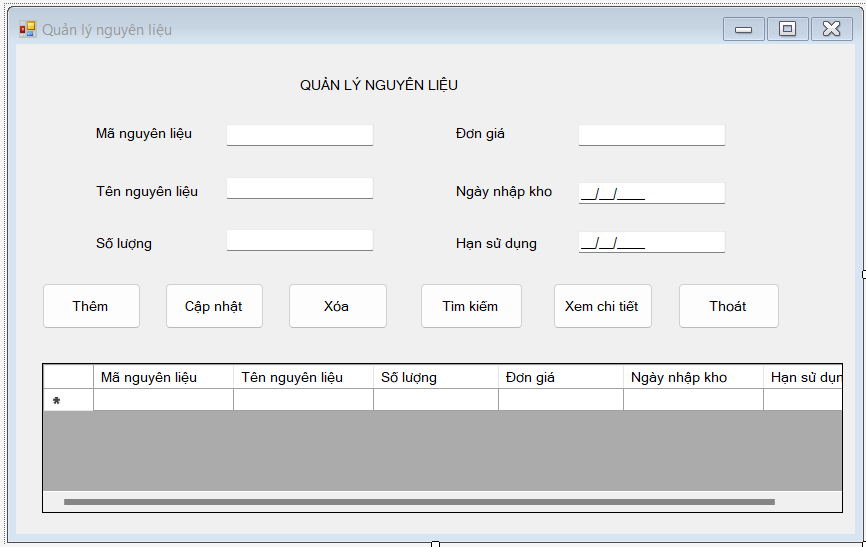 Quản lý nguyên liệu
QUẢN LÝ NGUYÊN LIỆU
Mã nguyên liệu Đơn giá
Tên nguyên liệu Ngày nhập kho __/__/____
Số lượng Hạn sử dụng __/__/____
Thêm Cập nhật Xóa Tìm kiếm Xem chi tiết Thoát
Mã nguyên liệu Tên nguyên liệu Số lượng Đơn giá Ngày nhập kho Hạn sử dụn
*